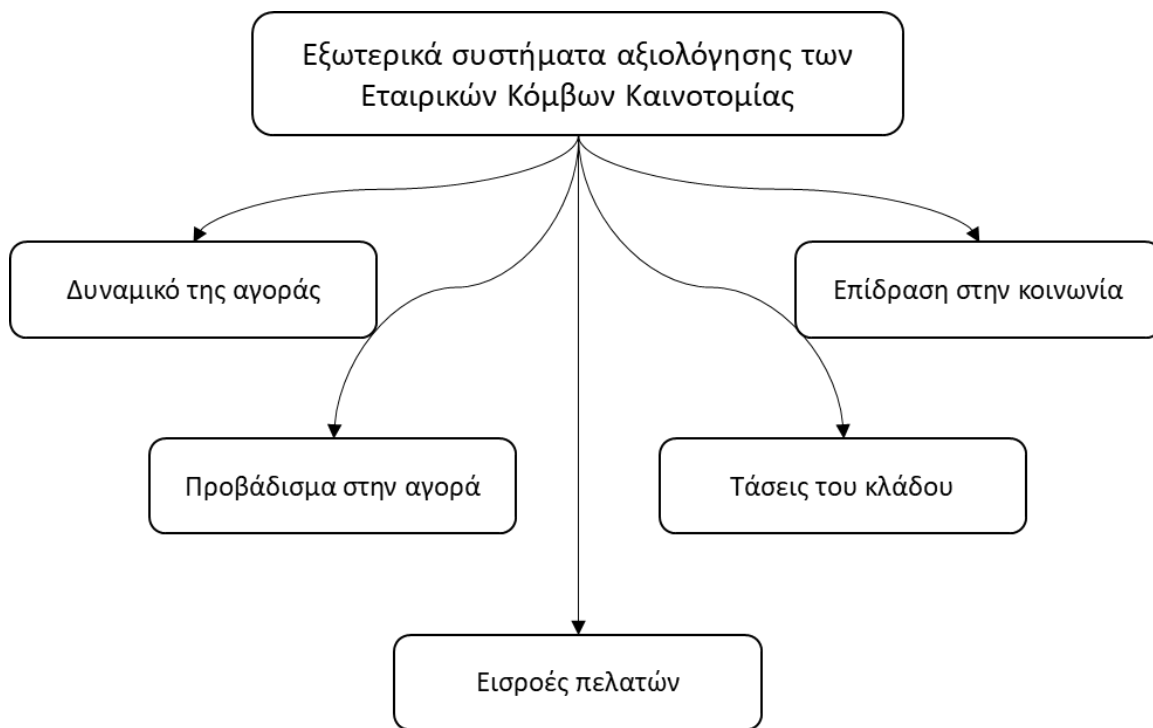 Εξωτερικά συστήματα αξιολόγησης των
Εταιρικών Κόμβων Καινοτομίας
Δυναμικό της αγοράς
Επίδραση στην κοινωνία
Προβάδισμα στην αγορά
Τάσεις του κλάδου
Εισροές πελατών